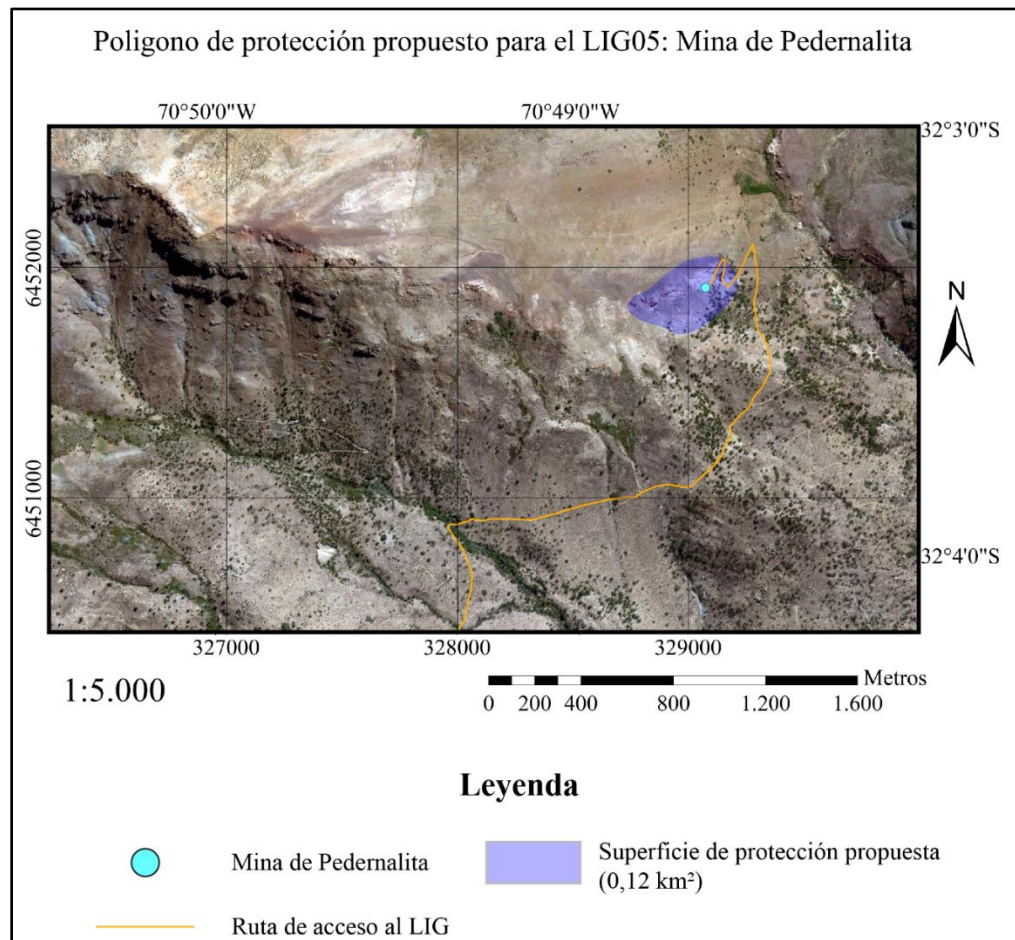 Poligono de protección propuesto para el LIG05: Mina de Pedernalita
70°50'0"W
70°49'0"W
32°3'0"S
6452000
N
6451000
32°4'0"S
327000
328000
329000
1:5.000
Metros
0 200 400 800 1.200 1.600
Leyenda
Mina de Pedernalita
Superficie de protección propuesta
(0,12 km²)
Ruta de acceso al LIG